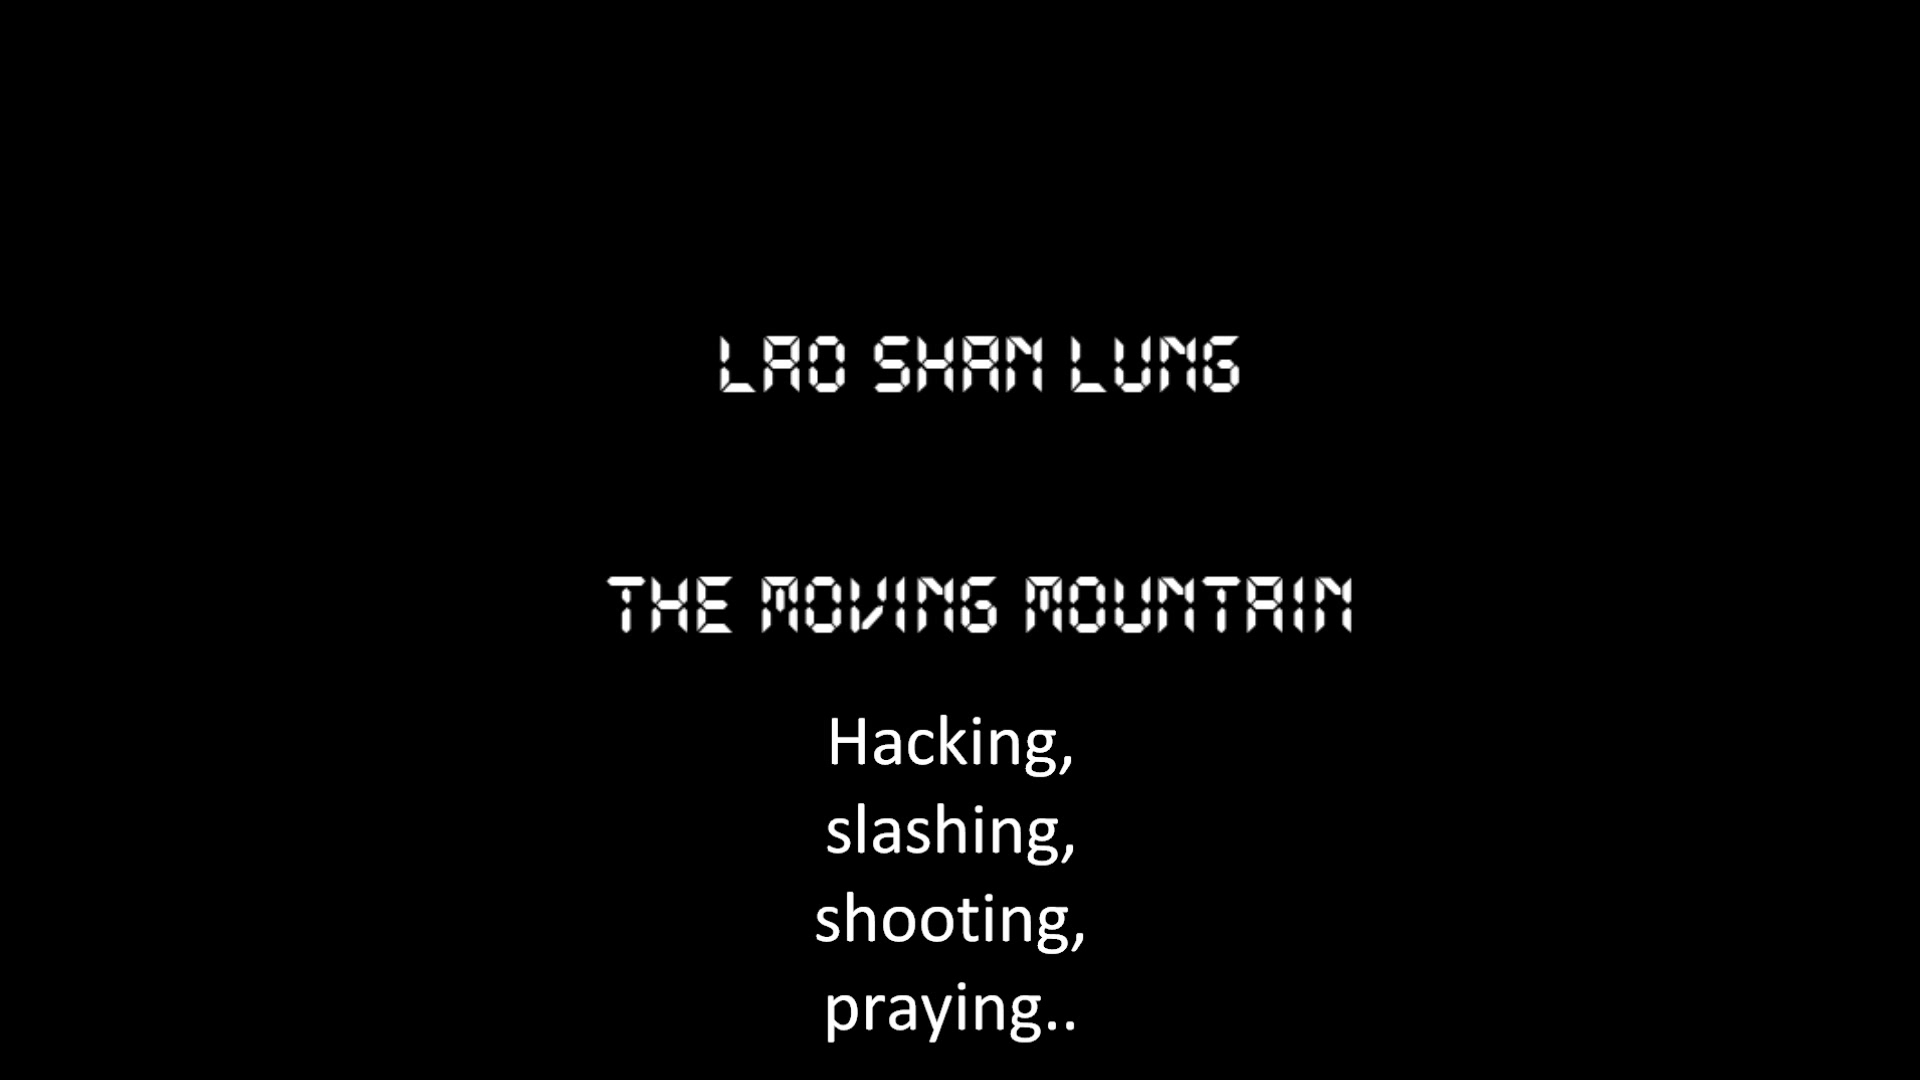 LAO SHAN LUNG
THE MOVING MOUNTAIN
Hacking,
slashing,
shooting,
praying..